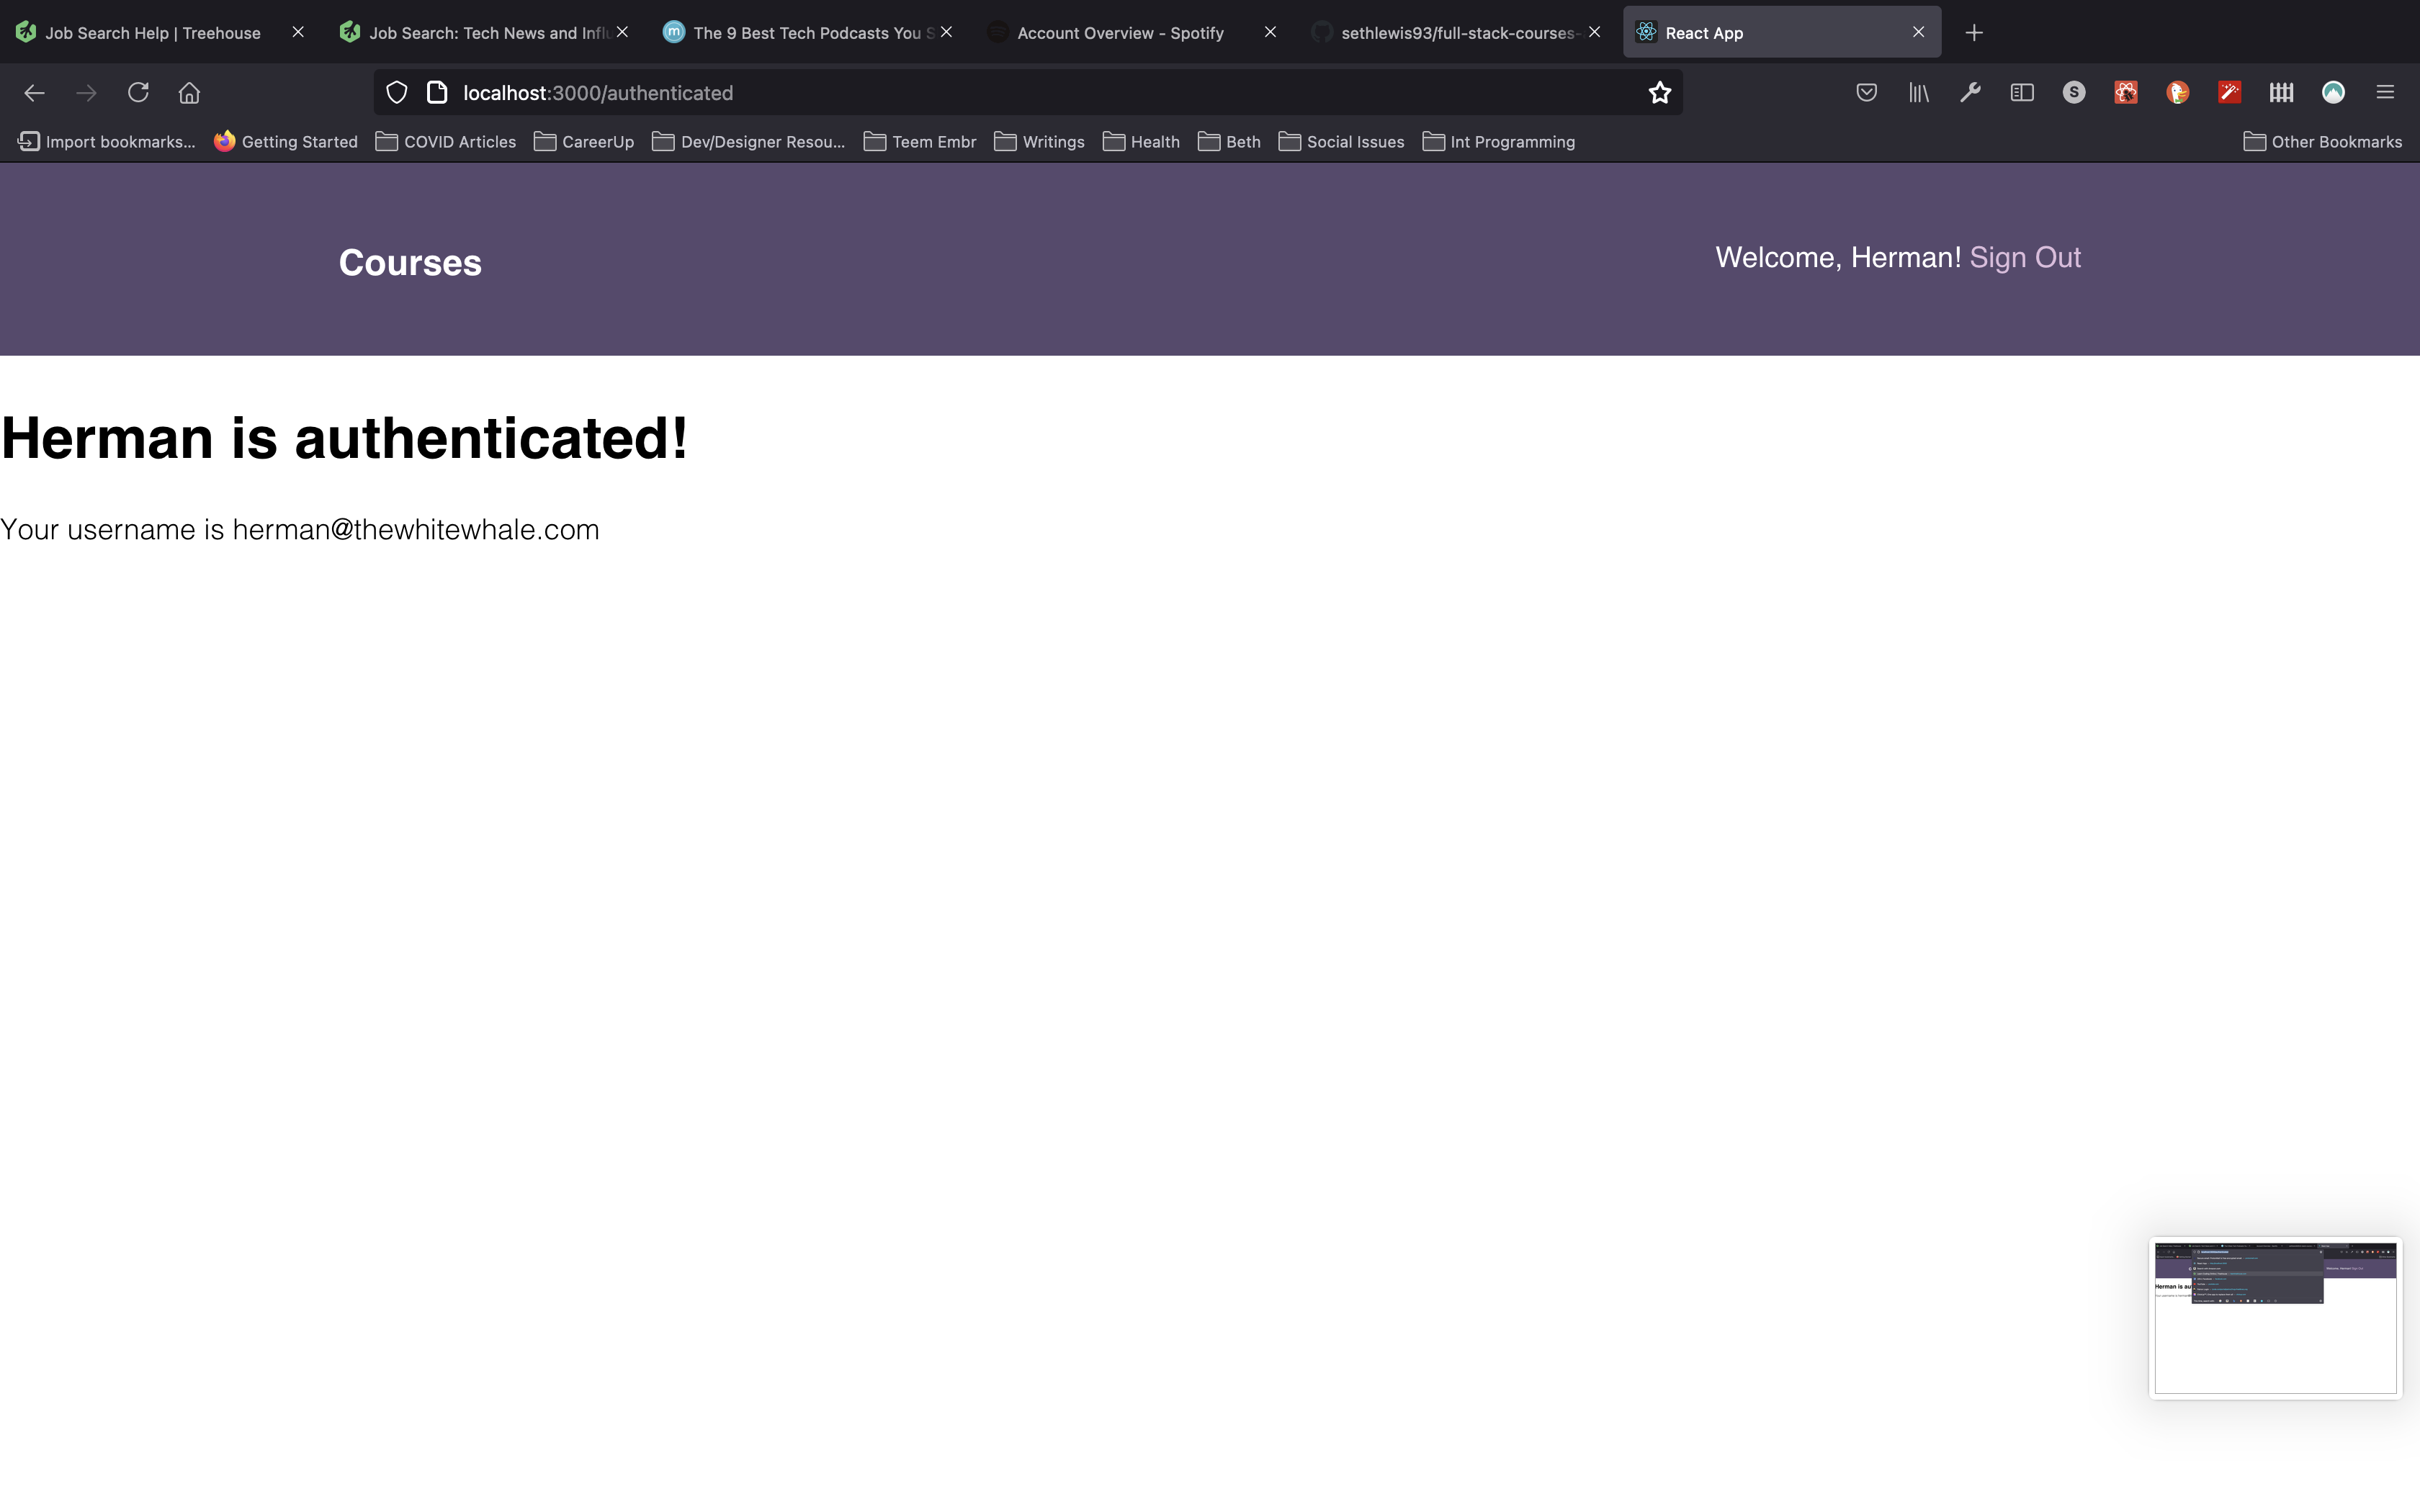 Job Search Help | Treehouse
Job Search: Tech News and Influ
The 9 Best Tech Podcasts You S
Account Overview - Spotify
sethlewis93/full-stack-courses-
React App
localhost:3000/authenticated
Import bookmarks...
Getting Started
COVID Articles
CareerUp
Dev/Designer Resou...
Teem Embr
Writings
Health
Beth
Social Issues
Int Programming
Other Bookmarks
Courses
Welcome, Herman! Sign Out
Herman is authenticated!
Your username is herman@thewhitewhale.com